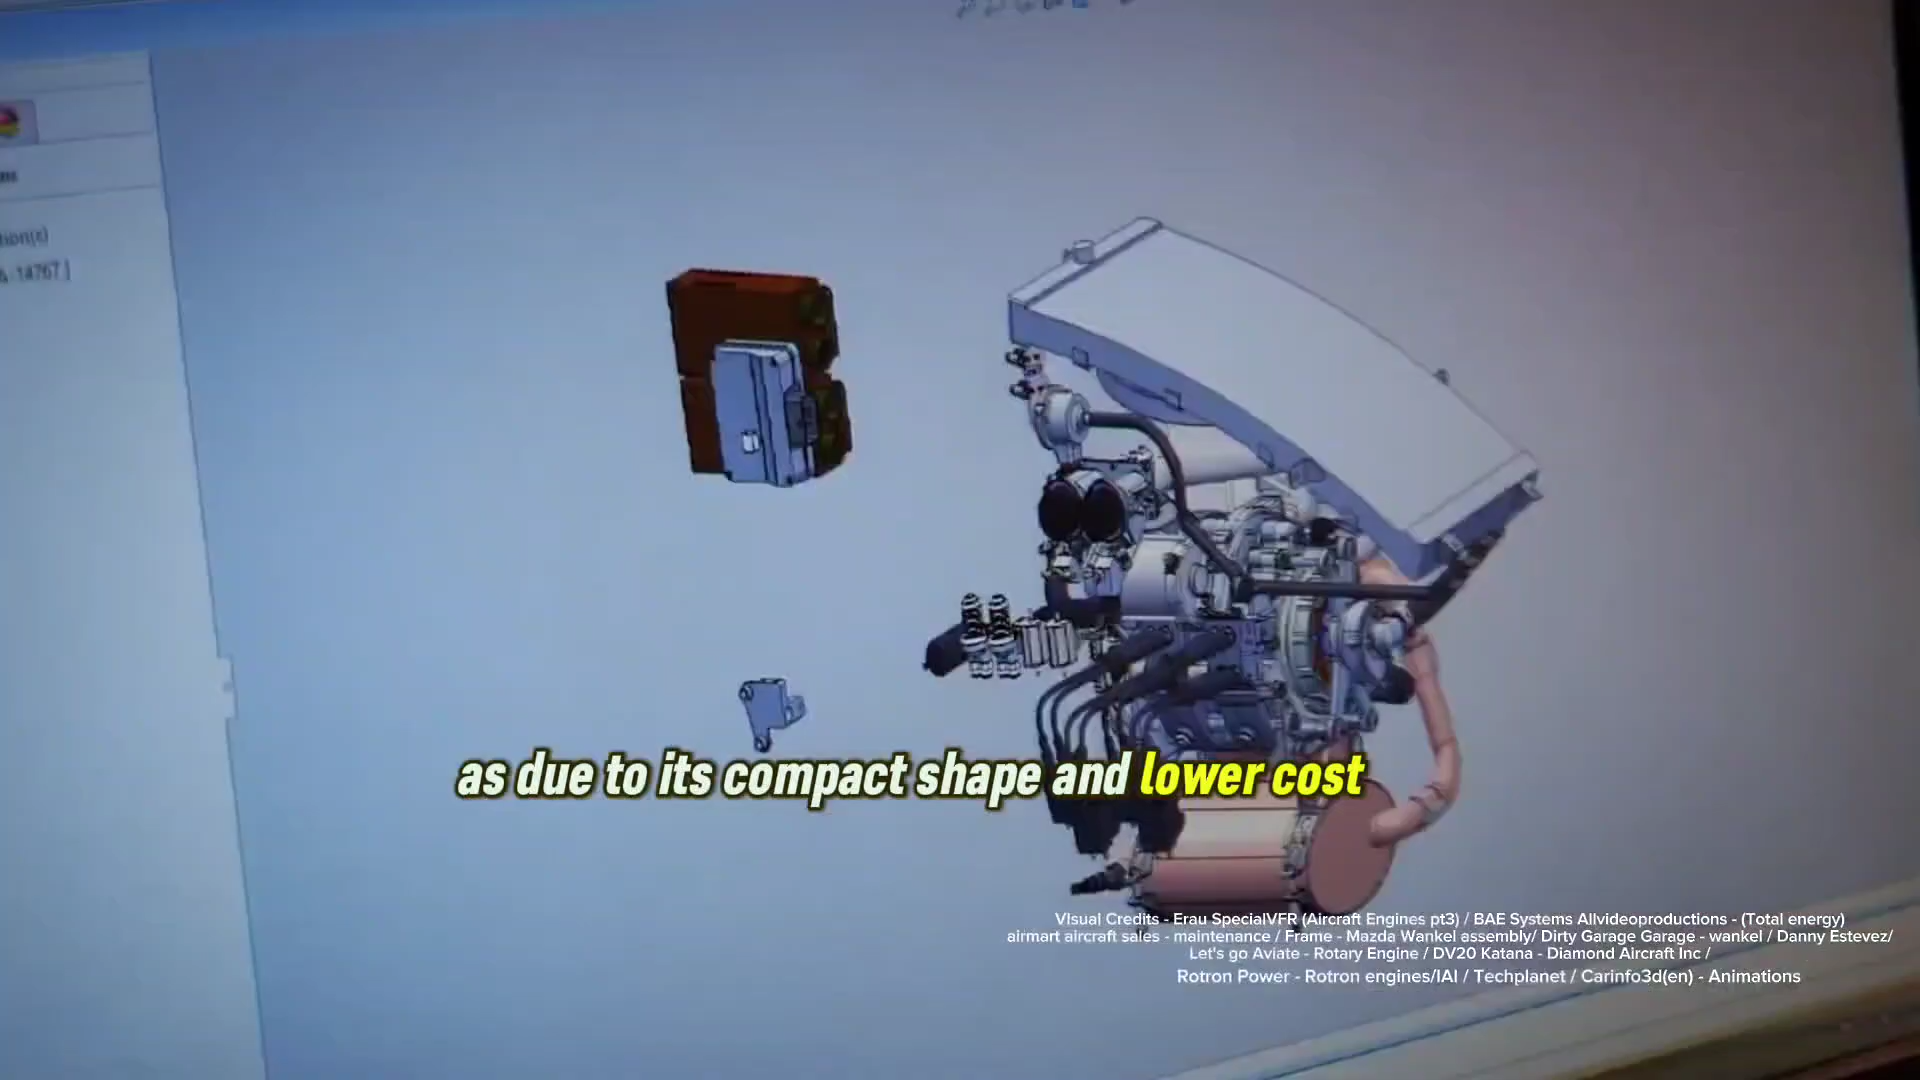 tion(s)
14767 ]
as due to its compact shape and lower cost
VIsual Credits - Erau SpecialVFR (Aircraft Engines pt3) / BAE Systems Allvideoproductions - (Total energy)
airmart aircraft sales - maintenance / Frame - Mazda Wankel assembly/ Dirty Garage Garage - wankel / Danny Estevez/
Let's go Aviate - Rotary Engine / DV20 Katana - Diamond Aircraft Inc /
Rotron Power - Rotron engines/IAI / Techplanet / Carinfo3d(en) - Animations